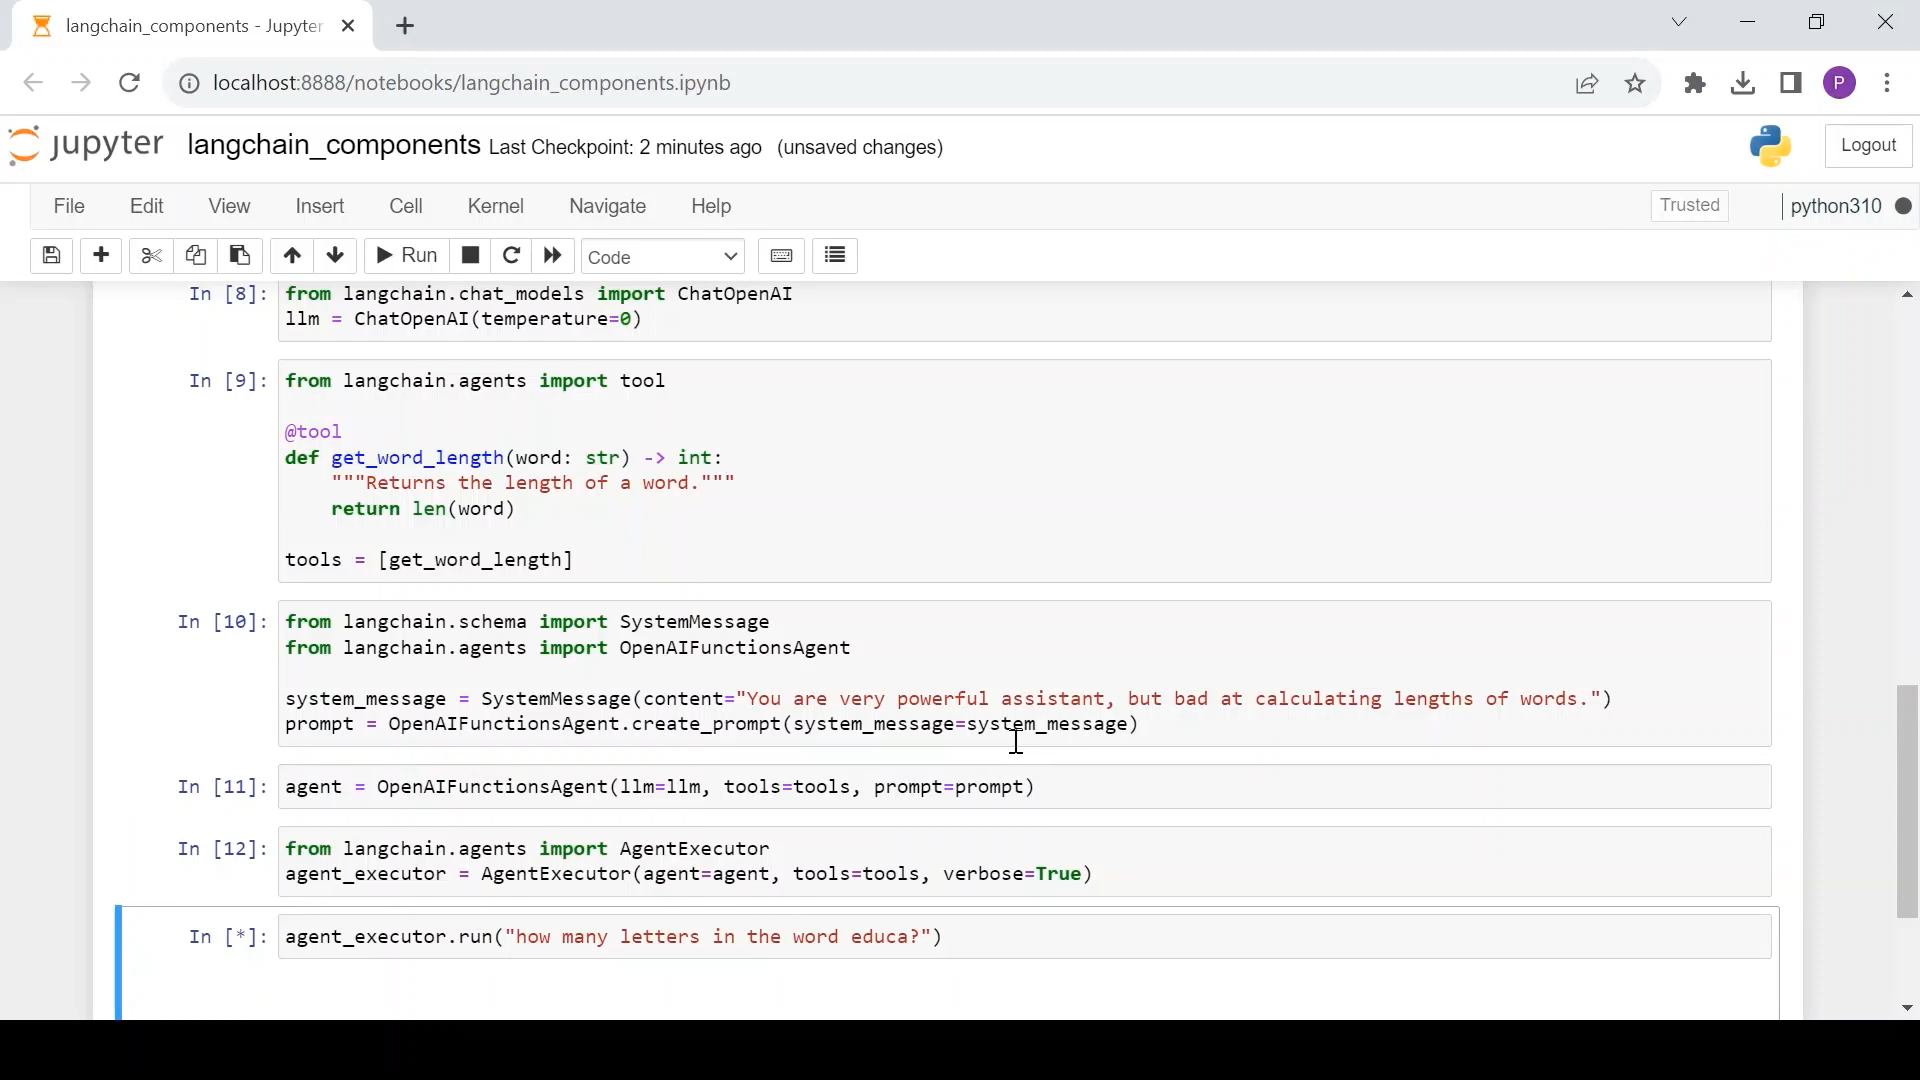 langchain_components - Jupyter
localhost:8888/notebooks/langchain_components.ipynb
P
jupyter langchain_components Last Checkpoint: 2 minutes ago (unsaved changes)
Logout
File Edit View Insert Cell Kernel Navigate Help
Trusted
python310
Run
Code
In [8]: from langchain.chat_models import ChatOpenAI
llm = ChatOpenAI(temperature=0)
In [9]: from langchain.agents import tool
@tool
def get_word_length(word: str) -> int:
"""Returns the length of a word."""
return len(word)
tools = [get_word_length]
In [10]: from langchain.schema import SystemMessage
from langchain.agents import OpenAIFunctionsAgent
system_message = SystemMessage(content="You are very powerful assistant, but bad at calculating lengths of words.")
prompt = OpenAIFunctionsAgent.create_prompt(system_message=system_message)
In [11]: agent = OpenAIFunctionsAgent(llm=llm, tools=tools, prompt=prompt)
In [12]: from langchain.agents import AgentExecutor
agent_executor = AgentExecutor(agent=agent, tools=tools, verbose=True)
In [*]: agent_executor.run("how many letters in the word educa?")